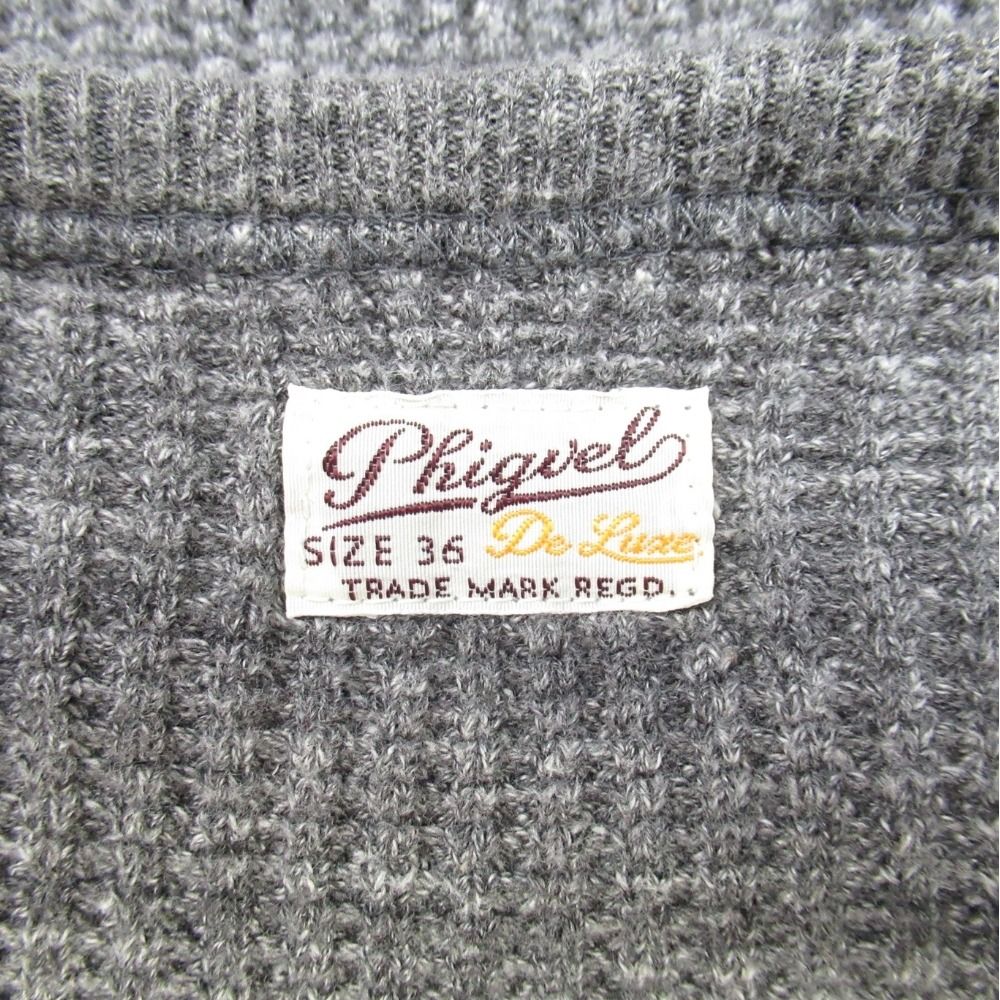 Phigvel
De Luxe
SIZE 36
TRADE MARK REGD.